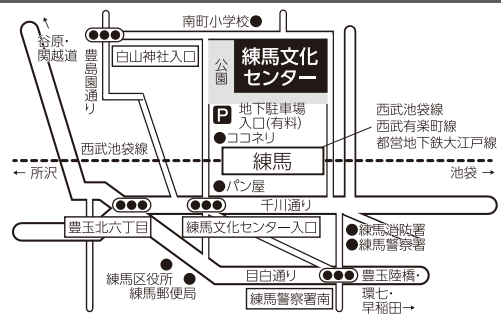 南町小学校
谷原・
関越道
豊島園通り
白山神社入口
公園
練馬文化
センター
P
地下駐車場
入口(有料)
ココネリ
西武池袋線
西武有楽町線
都営地下鉄大江戸線
西武池袋線
練馬
← 所沢
池袋 →
パン屋
千川通り
豊玉北六丁目
練馬文化センター入口
練馬消防署
練馬警察署
練馬区役所
練馬郵便局
目白通り
豊玉陸橋・
環七・
早稲田→
練馬警察署南